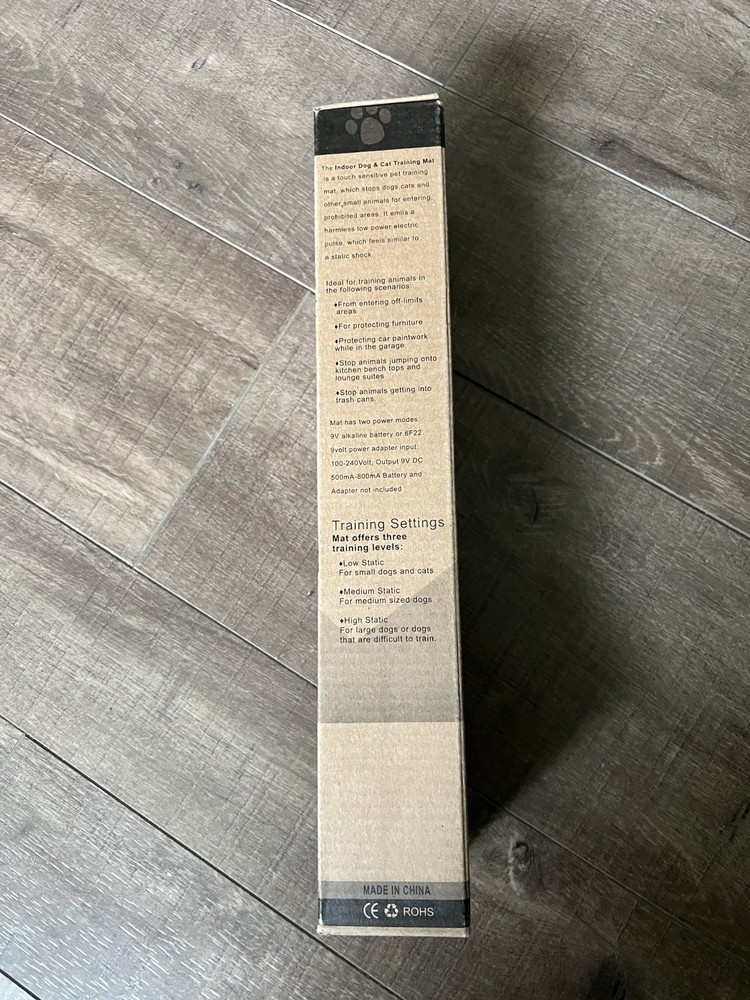 The Indoor Dog & Cat Training Mat
is a touch sensitive pet training
mat, which stops dogs,cats and
other,small animals for entering,
prohibited areas. It emits a
harmless low power electric
pulse, which feels similar to
a static shock
Ideal for training animals in
the following scenarios:
♦From entering off-limits
areas
♦For protecting furniture
♦Protecting car paintwork
while in the garage
♦Stop animals jumping onto
kitchen bench tops and
lounge suites
♦Stop animals getting into
trash cans.
Mat has two power modes:
9V alkaline battery or 6F22
9volt power adapter input:
100-240Volt, Output 9V DC
500mA-800mA Battery and
Adapter not included
Training Settings
Mat offers three
training levels:
♦Low Static
For small dogs and cats
♦Medium Static
For medium sized dogs
♦High Static
For large dogs or dogs
that are difficult to train.
MADE IN CHINA
CE ROHS